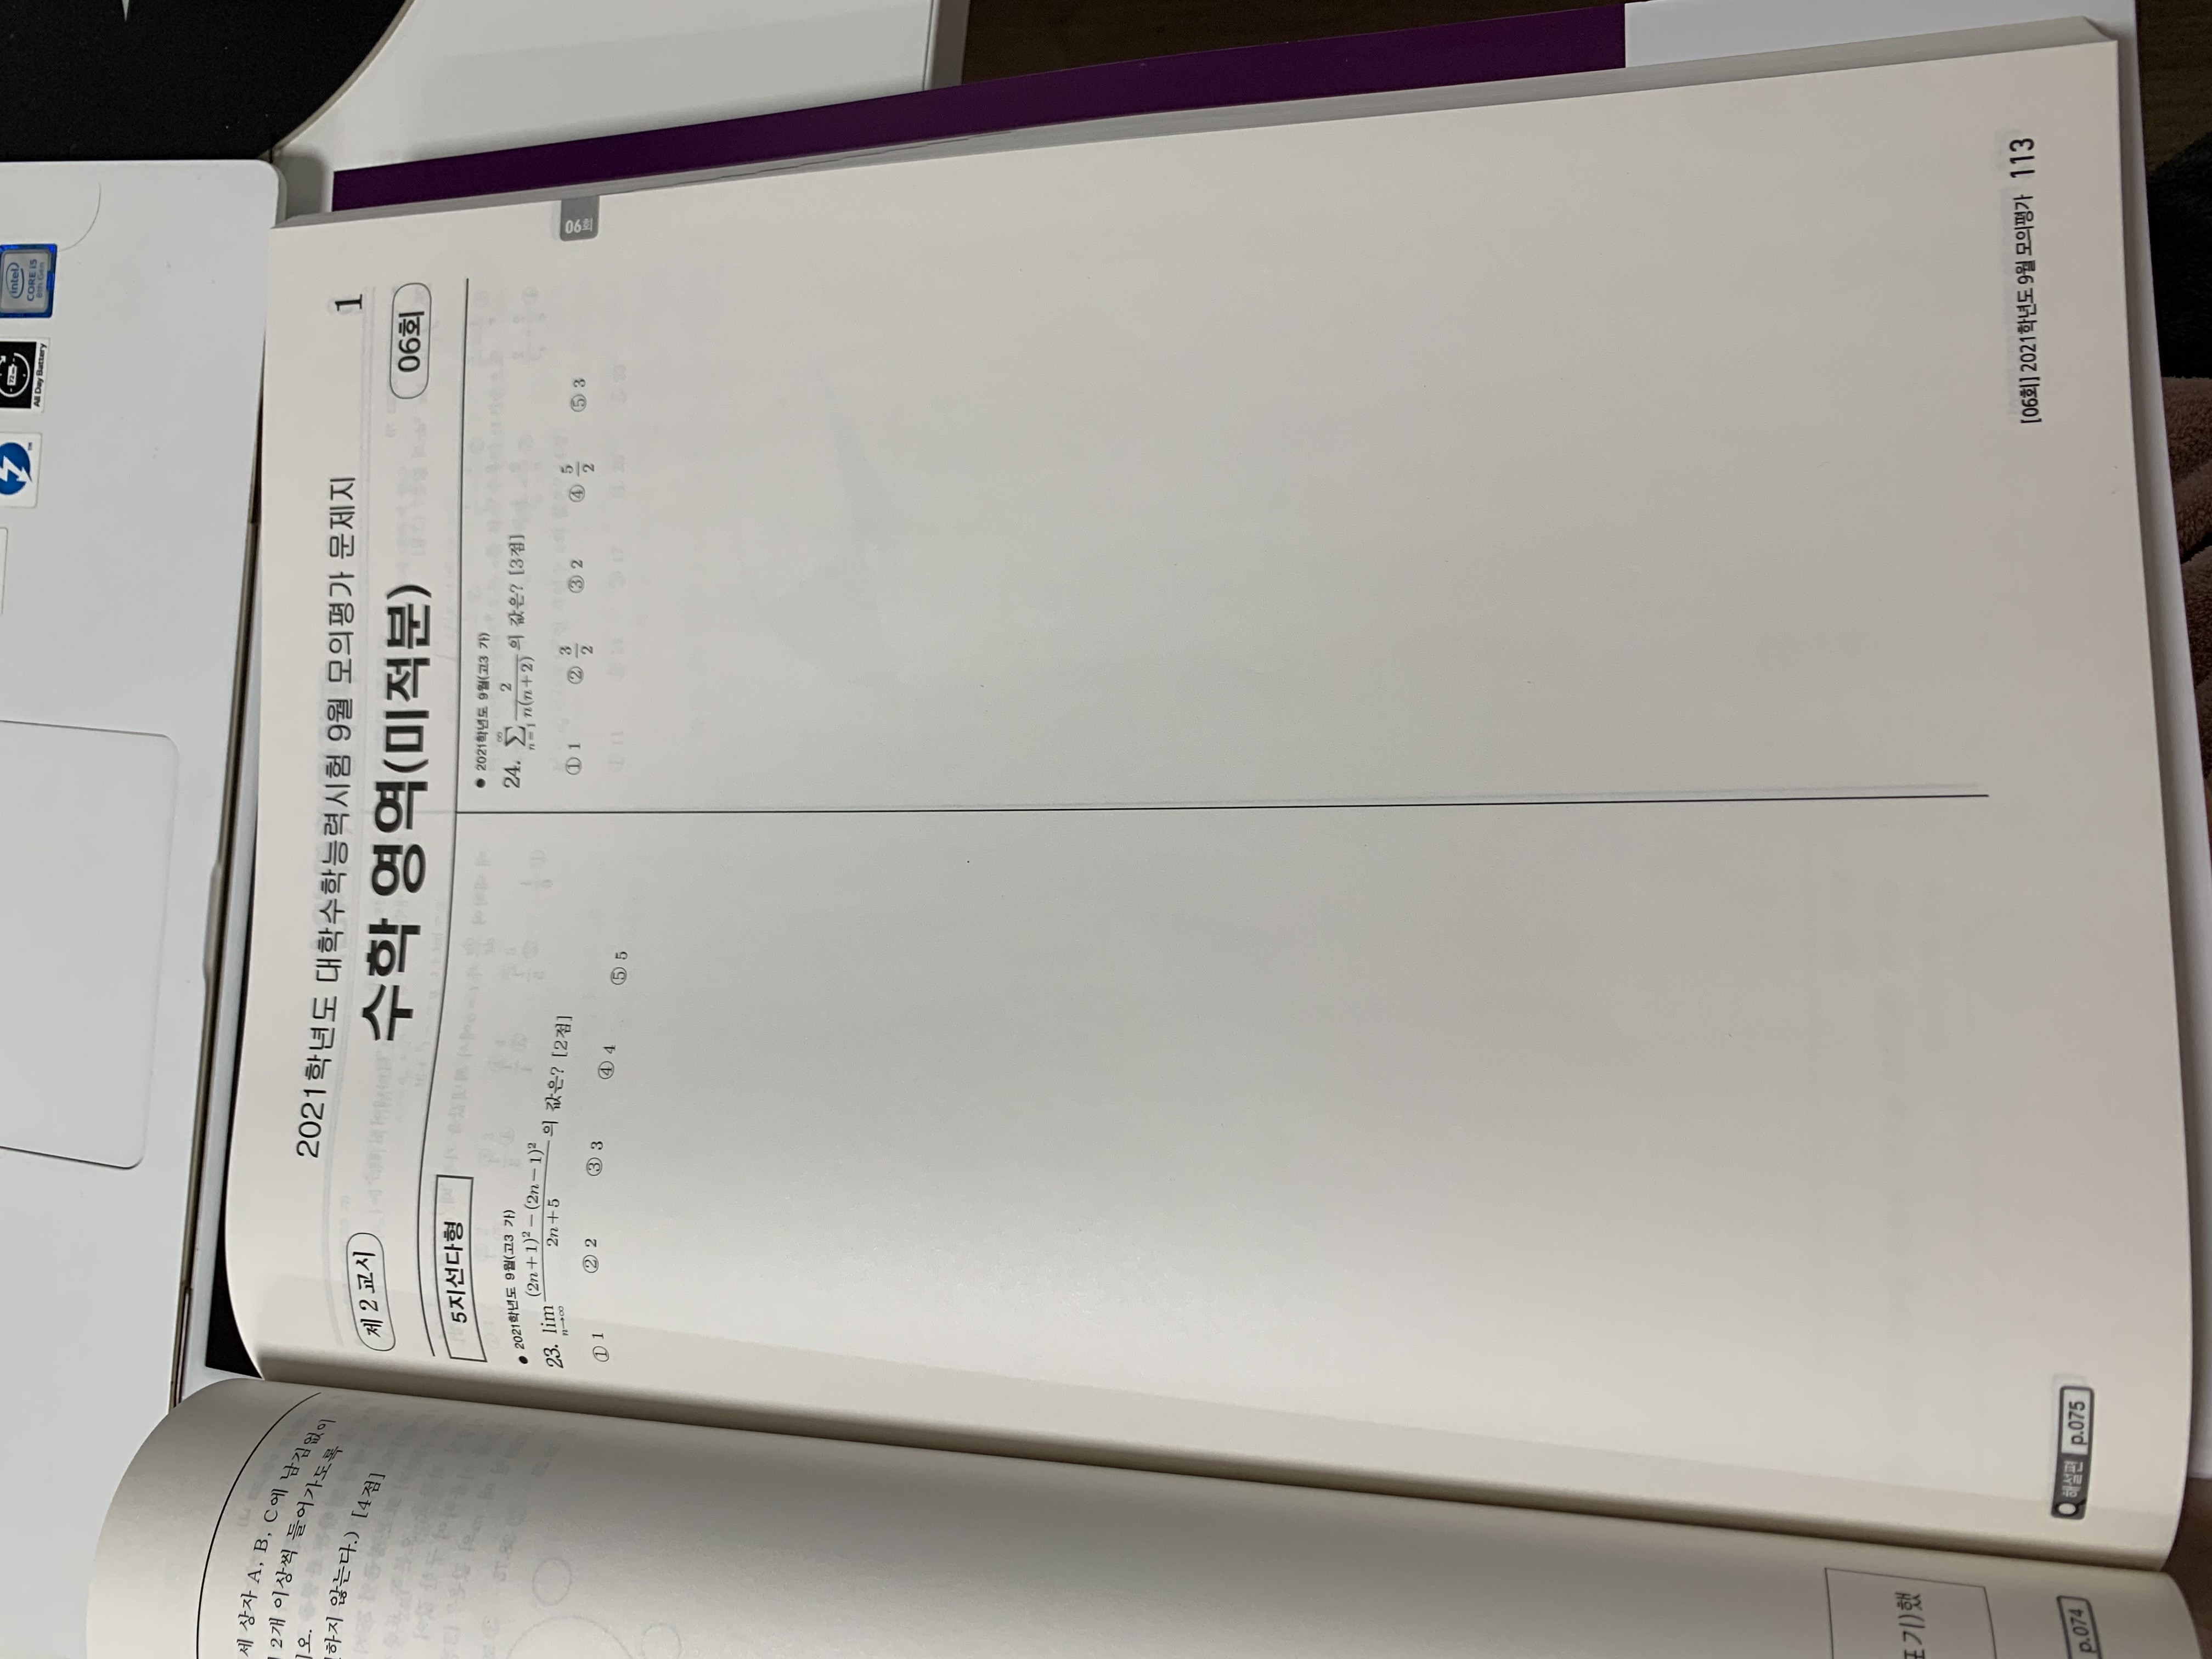 All Day Battery
intel
CORE i5
8th Gen
세 상자 A, B, C에 남김없이
2개 이상씩 들어가도록
오.
하지 않는다.) [4점]
2021학년도 대학수학능력시험 9월 모의평가 문제지
1
제 2 교시
수학 영역(미적분)
06회
5지선다형
● 2021학년도 9월(고3 가)
23. lim n→∞ (2n+1)² − (2n−1)² / 2n+5 의 값은? [2점]
① 1 ② 2 ③ 3 ④ 4 ⑤ 5
● 2021학년도 9월(고3 가)
24. ∞ ∑ n=1 2 / n(n+2) 의 값은? [3점]
① 1 ② 3/2 ③ 2 ④ 5/2 ⑤ 3
06회
표기)했
p.074
해설편 p.075
[06회] 2021학년도 9월 모의평가 113